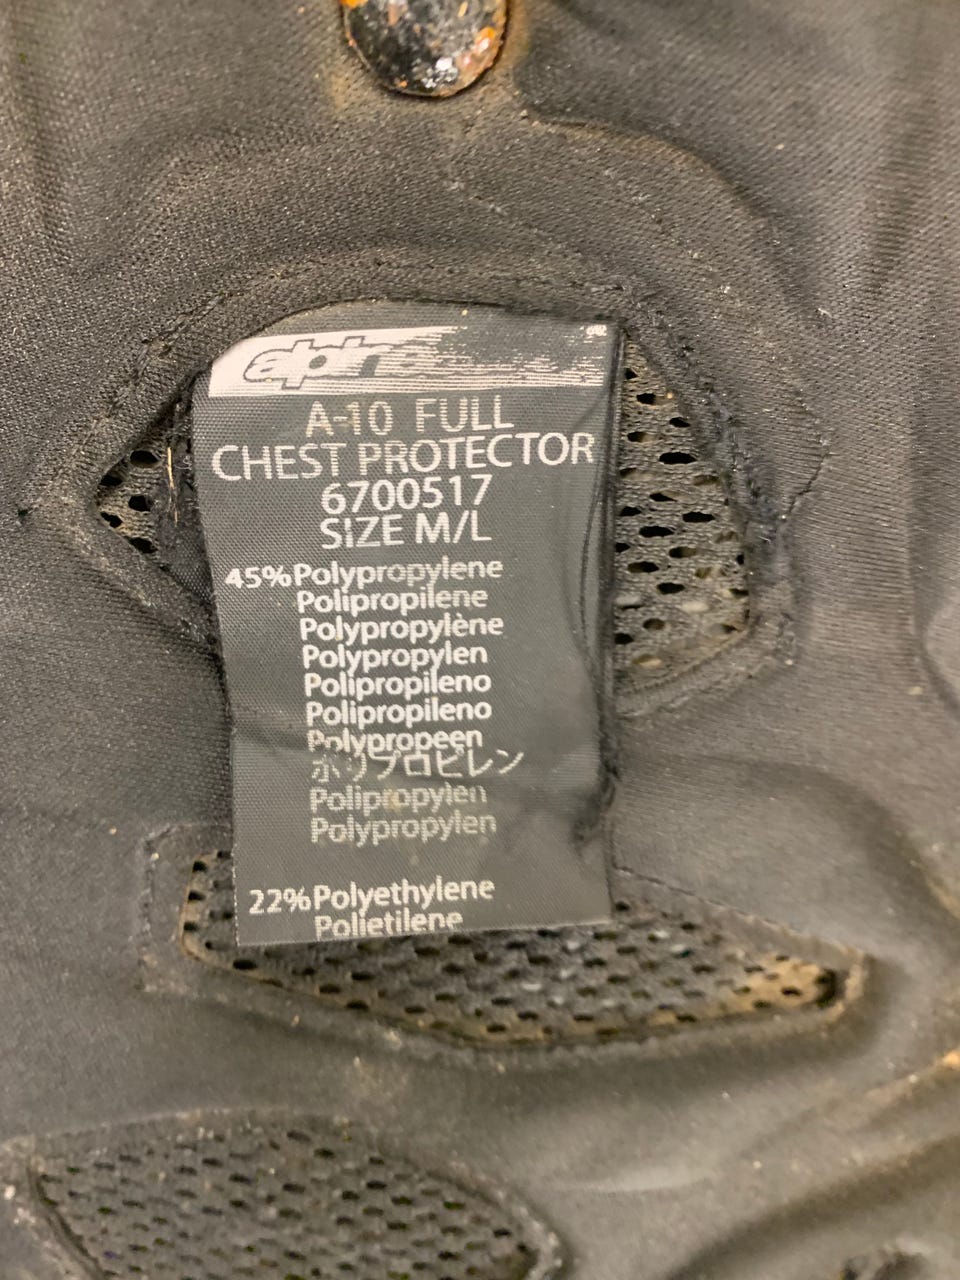 alpine
A-10 FULL
CHEST PROTECTOR
6700517
SIZE M/L
45%Polypropylene
Polipropilene
Polypropylène
Polypropylen
Polipropileno
Polipropileno
Polypropeen
ポリプロピレン
Polipropylen
Polypropylen
22%Polyethylene
Polietilene